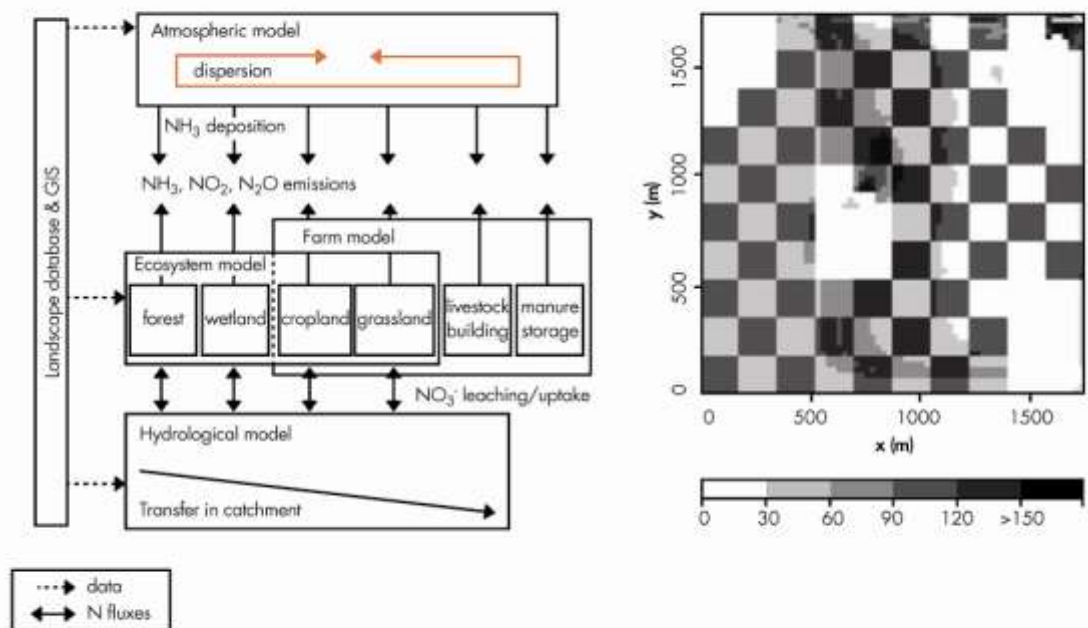 Landscape database & GIS
Atmospheric model
dispersion
NH₃ deposition
NH₃, NO₂, N₂O emissions
Farm model
Ecosystem model
forest
wetland
cropland
grassland
livestock
building
manure
storage
NO₃⁻ leaching/uptake
Hydrological model
Transfer in catchment
data
N fluxes
y (m)
1500
1000
500
0
0 500 1000 1500
x (m)
0 30 60 90 120 >150